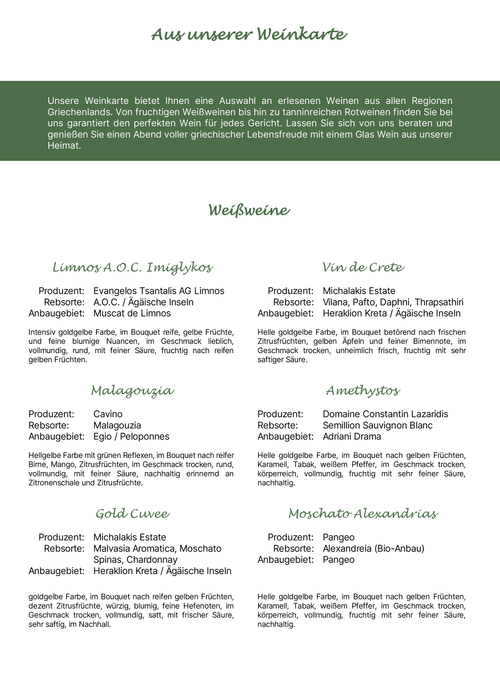 Aus unserer Weinkarte
Unsere Weinkarte bietet Ihnen eine Auswahl an erlesenen Weinen aus allen Regionen
Griechenlands. Von fruchtigen Weißweinen bis hin zu tanninreichen Rotweinen finden Sie bei
uns garantiert den perfekten Wein für jedes Gericht. Lassen Sie sich von uns beraten und
genießen Sie einen Abend voller griechischer Lebensfreude mit einem Glas Wein aus unserer
Heimat.
Weißweine
Limnos A.O.C. Imiglykos
Produzent: Evangelos Tsantalis AG Limnos
Rebsorte: A.O.C. / Ägäische Inseln
Anbaugebiet: Muscat de Limnos
Intensiv goldgelbe Farbe, im Bouquet reife, gelbe Früchte,
und feine blumige Nuancen, im Geschmack lieblich,
vollmundig, rund, mit feiner Säure, fruchtig nach reifen
gelben Früchten.
Vin de Crete
Produzent: Michalakis Estate
Rebsorte: Vilana, Pafto, Daphni, Thrapsathiri
Anbaugebiet: Heraklion Kreta / Ägäische Inseln
Helle goldgelbe Farbe, im Bouquet betörend nach frischen
Zitrusfrüchten, gelben Äpfeln und feiner Birnennote, im
Geschmack trocken, unheimlich frisch, fruchtig mit sehr
saftiger Säure.
Malagouzia
Produzent: Cavino
Rebsorte: Malagouzia
Anbaugebiet: Egio / Peloponnes
Hellgelbe Farbe mit grünen Reflexen, im Bouquet nach reifer
Birne, Mango, Zitrusfrüchten, im Geschmack trocken, rund,
vollmundig, mit feiner Säure, nachhaltig erinnernd an
Zitronenschale und Zitrusfrüchte.
Amethystos
Produzent: Domaine Constantin Lazaridis
Rebsorte: Semillion Sauvignon Blanc
Anbaugebiet: Adriani Drama
Helle goldgelbe Farbe, im Bouquet nach gelben Früchten,
Karamell, Tabak, weißem Pfeffer, im Geschmack trocken,
körperreich, vollmundig, fruchtig mit sehr feiner Säure,
nachhaltig.
Gold Cuvee
Produzent: Michalakis Estate
Rebsorte: Malvasia Aromatica, Moschato
Spinas, Chardonnay
Anbaugebiet: Heraklion Kreta / Ägäische Inseln
goldgelbe Farbe, im Bouquet nach reifen gelben Früchten,
dezent Zitrusfrüchte, würzig, blumig, feine Hefenoten, im
Geschmack trocken, vollmundig, satt, mit frischer Säure,
sehr saftig, im Nachhall.
Moschato Alexandrias
Produzent: Pangeo
Rebsorte: Alexandreia (Bio-Anbau)
Anbaugebiet: Pangeo
Helle goldgelbe Farbe, im Bouquet nach gelben Früchten,
Karamell, Tabak, weißem Pfeffer, im Geschmack trocken,
körperreich, vollmundig, fruchtig mit sehr feiner Säure,
nachhaltig.